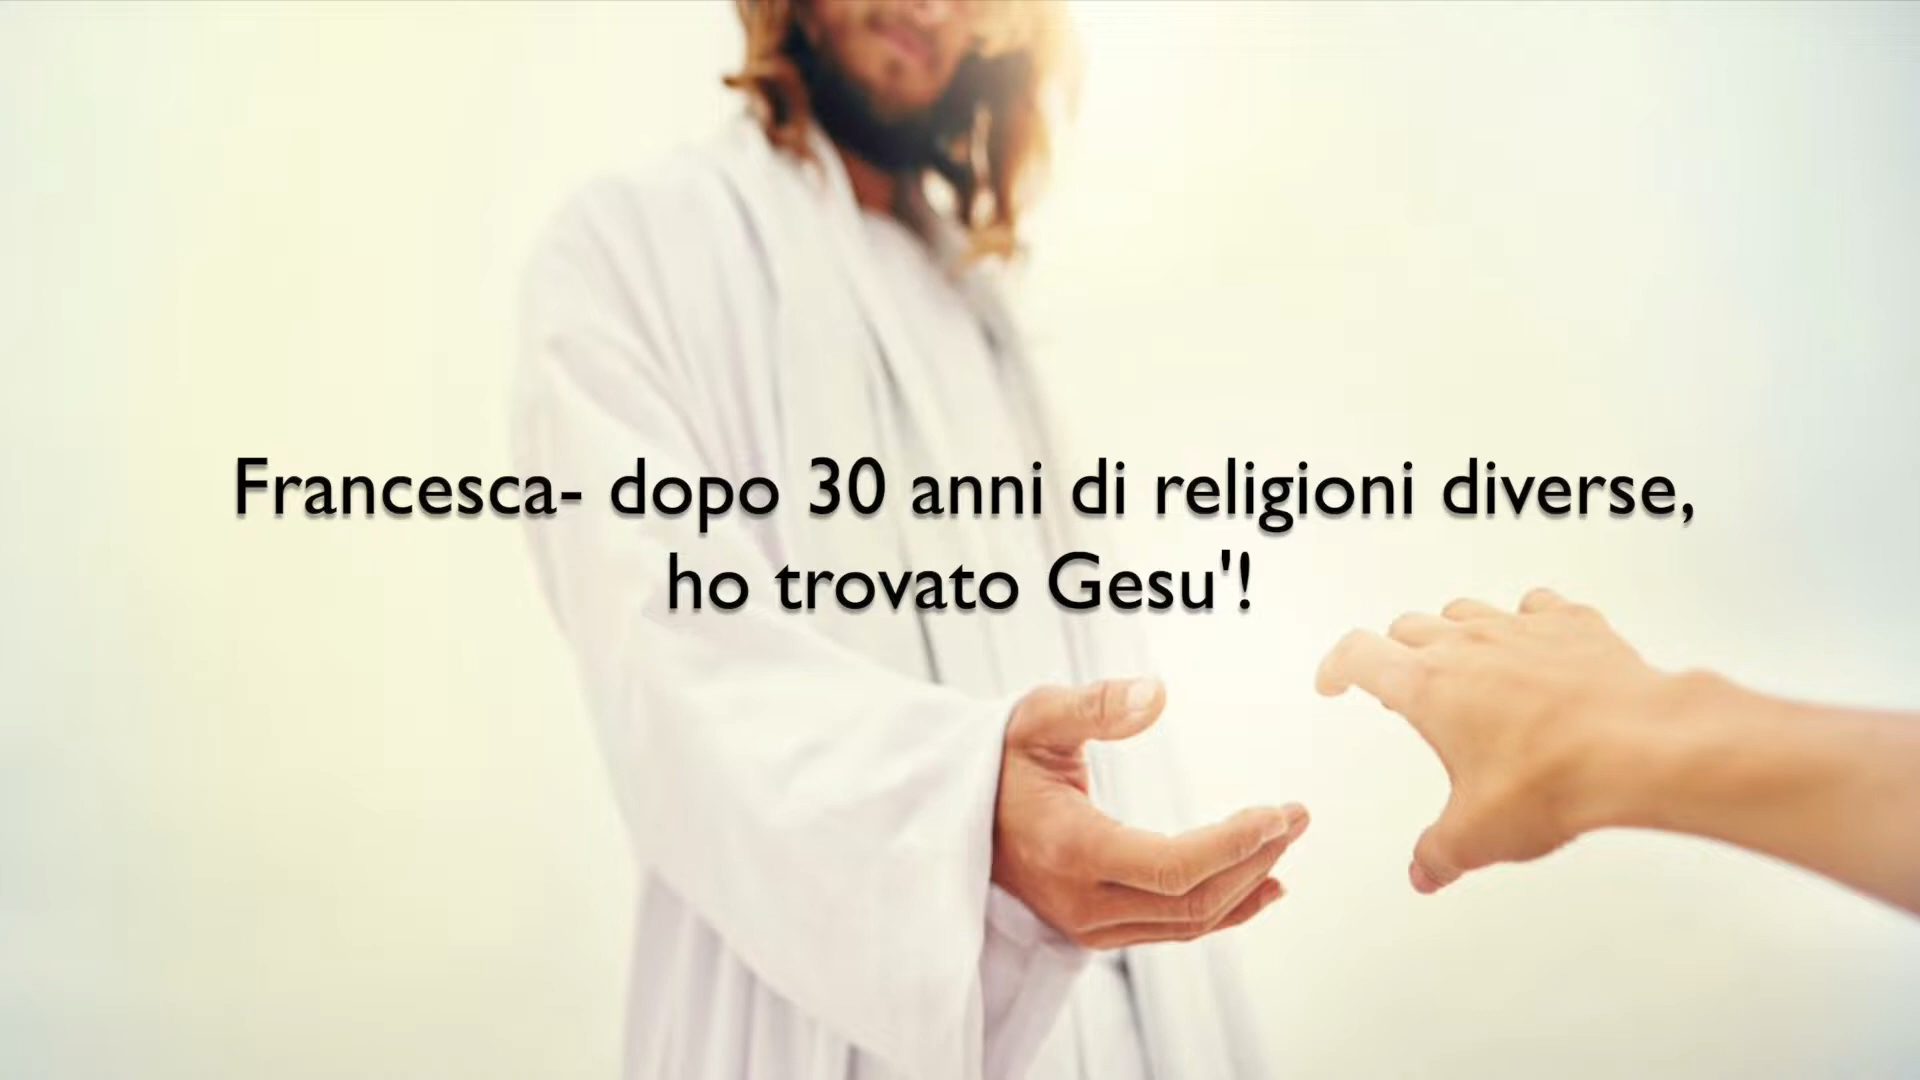 Francesca- dopo 30 anni di religioni diverse,
ho trovato Gesu'!